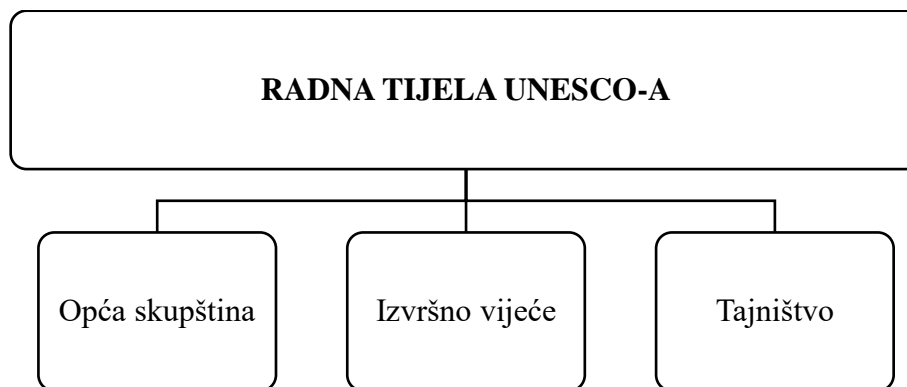 RADNA TIJELA UNESCO-A
Opća skupština
Izvršno vijeće
Tajništvo